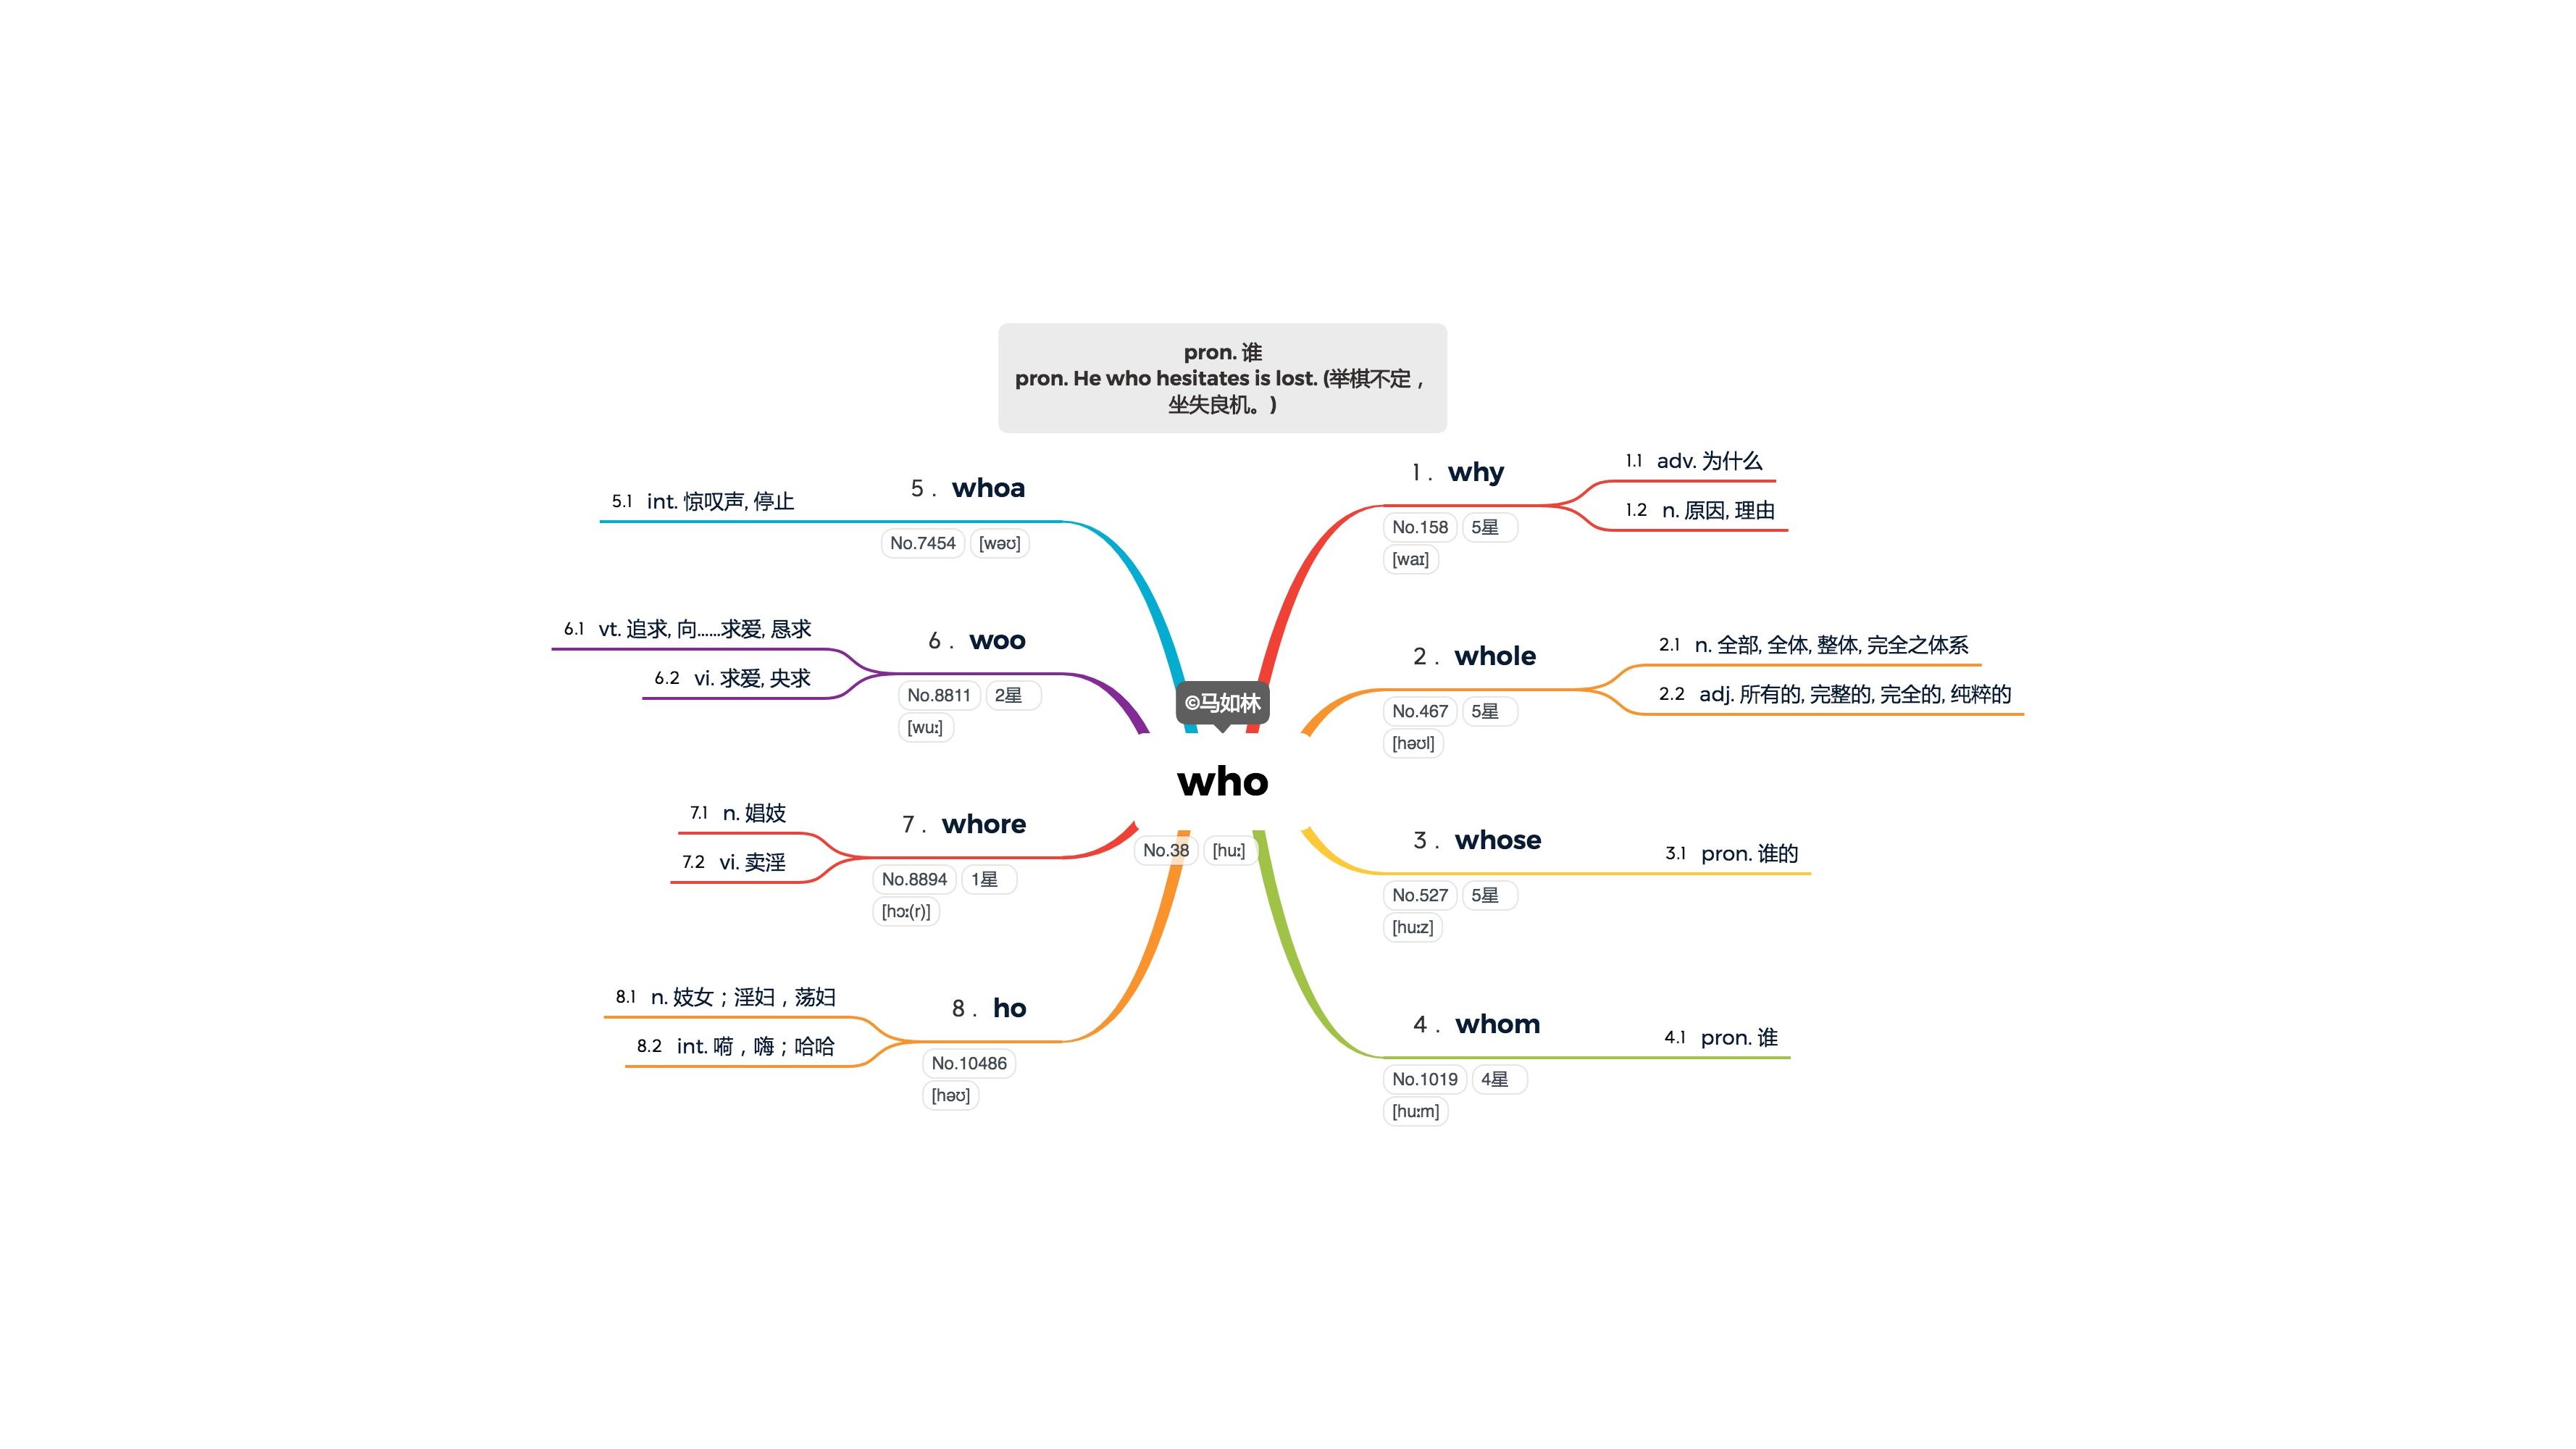 pron. 谁
pron. He who hesitates is lost. (举棋不定，
坐失良机。)
©马如林
who
No.38 [huː]
1. why
No.158 5星
[waɪ]
1.1 adv. 为什么
1.2 n. 原因, 理由
2. whole
No.467 5星
[həʊl]
2.1 n. 全部, 全体, 整体, 完全之体系
2.2 adj. 所有的, 完整的, 完全的, 纯粹的
3. whose
No.527 5星
[huːz]
3.1 pron. 谁的
4. whom
No.1019 4星
[huːm]
4.1 pron. 谁
5. whoa
No.7454 [wəʊ]
5.1 int. 惊叹声, 停止
6. woo
No.8811 2星
[wuː]
6.1 vt. 追求, 向……求爱, 恳求
6.2 vi. 求爱, 央求
7. whore
No.8894 1星
[hɔː(r)]
7.1 n. 娼妓
7.2 vi. 卖淫
8. ho
No.10486
[həʊ]
8.1 n. 妓女；淫妇，荡妇
8.2 int. 嗬，嗨；哈哈